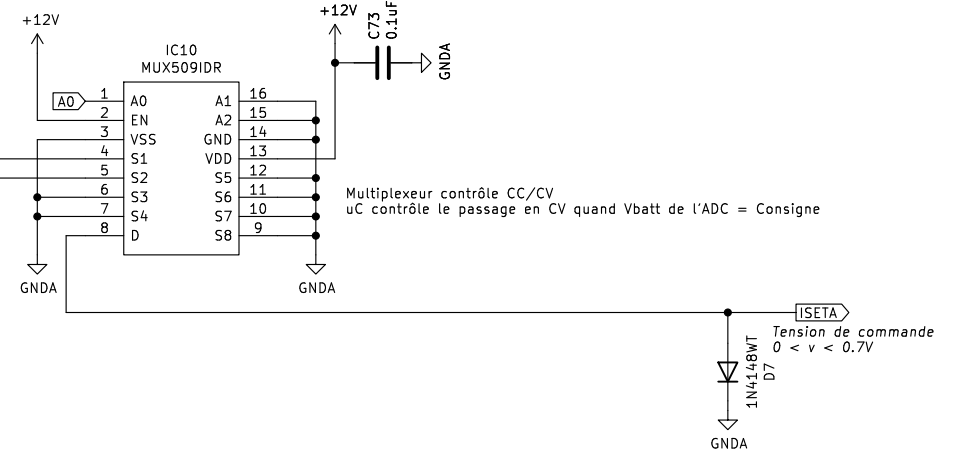 +12V
+12V
C73
0.1uF
GNDA
IC10
MUX509IDR
A0
1 A0 A1 16
2 EN A2 15
3 VSS GND 14
4 S1 VDD 13
5 S2 S5 12
6 S3 S6 11
7 S4 S7 10
8 D S8 9
Multiplexeur contrôle CC/CV
uC contrôle le passage en CV quand Vbatt de l'ADC = Consigne
GNDA
GNDA
ISETA
Tension de commande
0 < v < 0.7V
1N4148WT
D7
GNDA